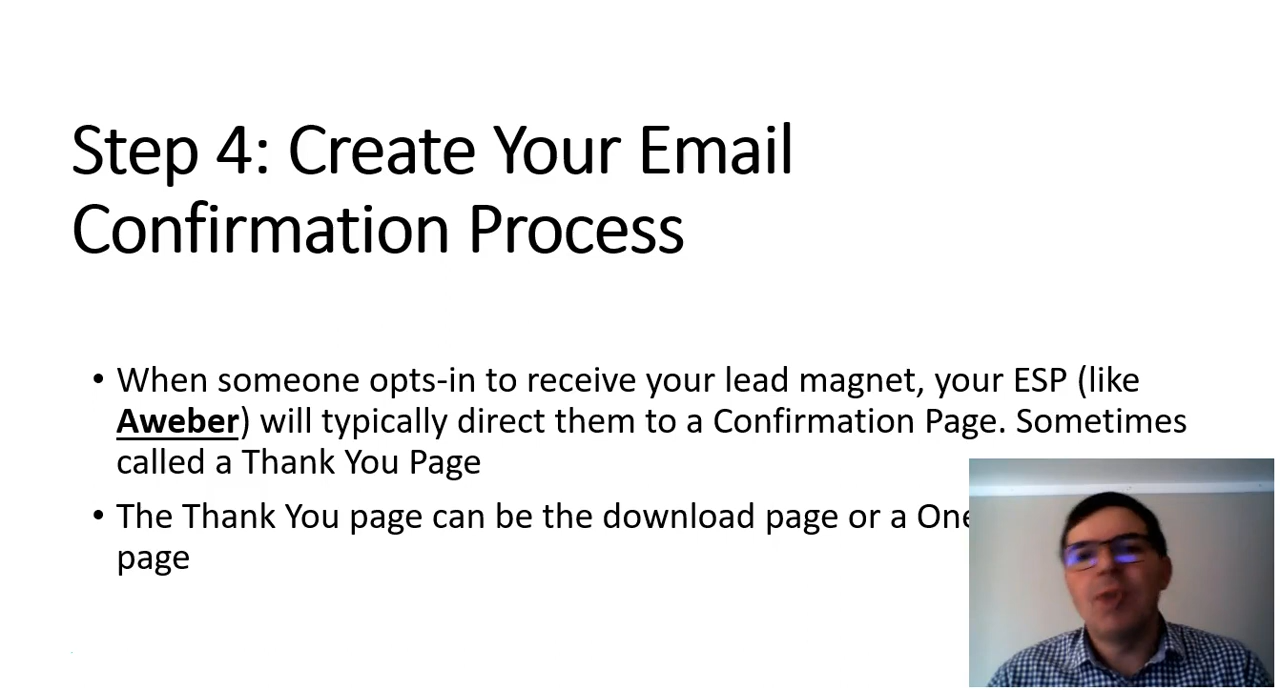 Step 4: Create Your Email
Confirmation Process
• When someone opts-in to receive your lead magnet, your ESP (like
Aweber) will typically direct them to a Confirmation Page. Sometimes
called a Thank You Page
• The Thank You page can be the download page or a One
page